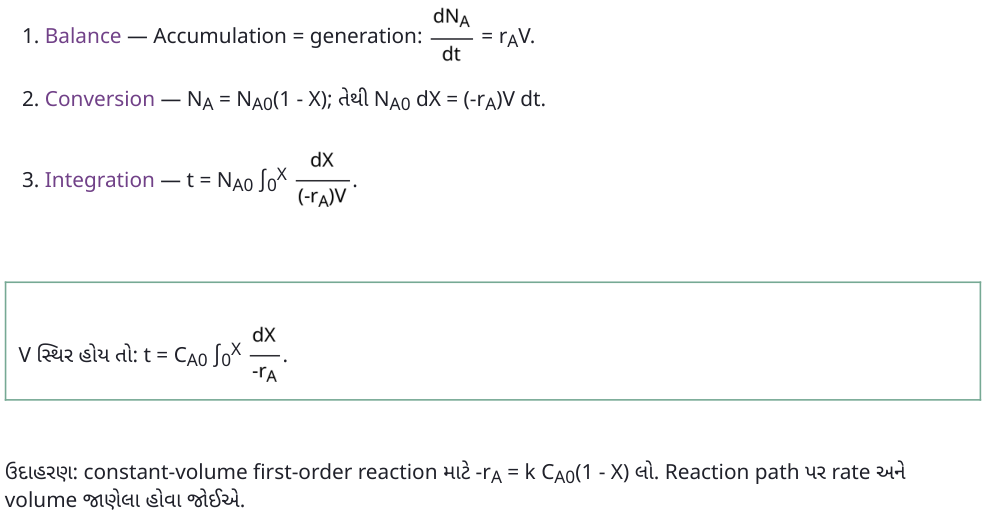 1. Balance — Accumulation = generation: dN_A/dt = r_AV.
2. Conversion — N_A = N_A0(1 - X); તેથી N_A0 dX = (-r_A)V dt.
3. Integration — t = N_A0 ∫_0^X dX/(-r_A)V.
V સ્થિર હોય તો: t = C_A0 ∫_0^X dX/-r_A.
ઉદાહરણ: constant-volume first-order reaction માટે -r_A = k C_A0(1 - X) લો. Reaction path પર rate અને
volume જાણેલા હોવા જોઈએ.